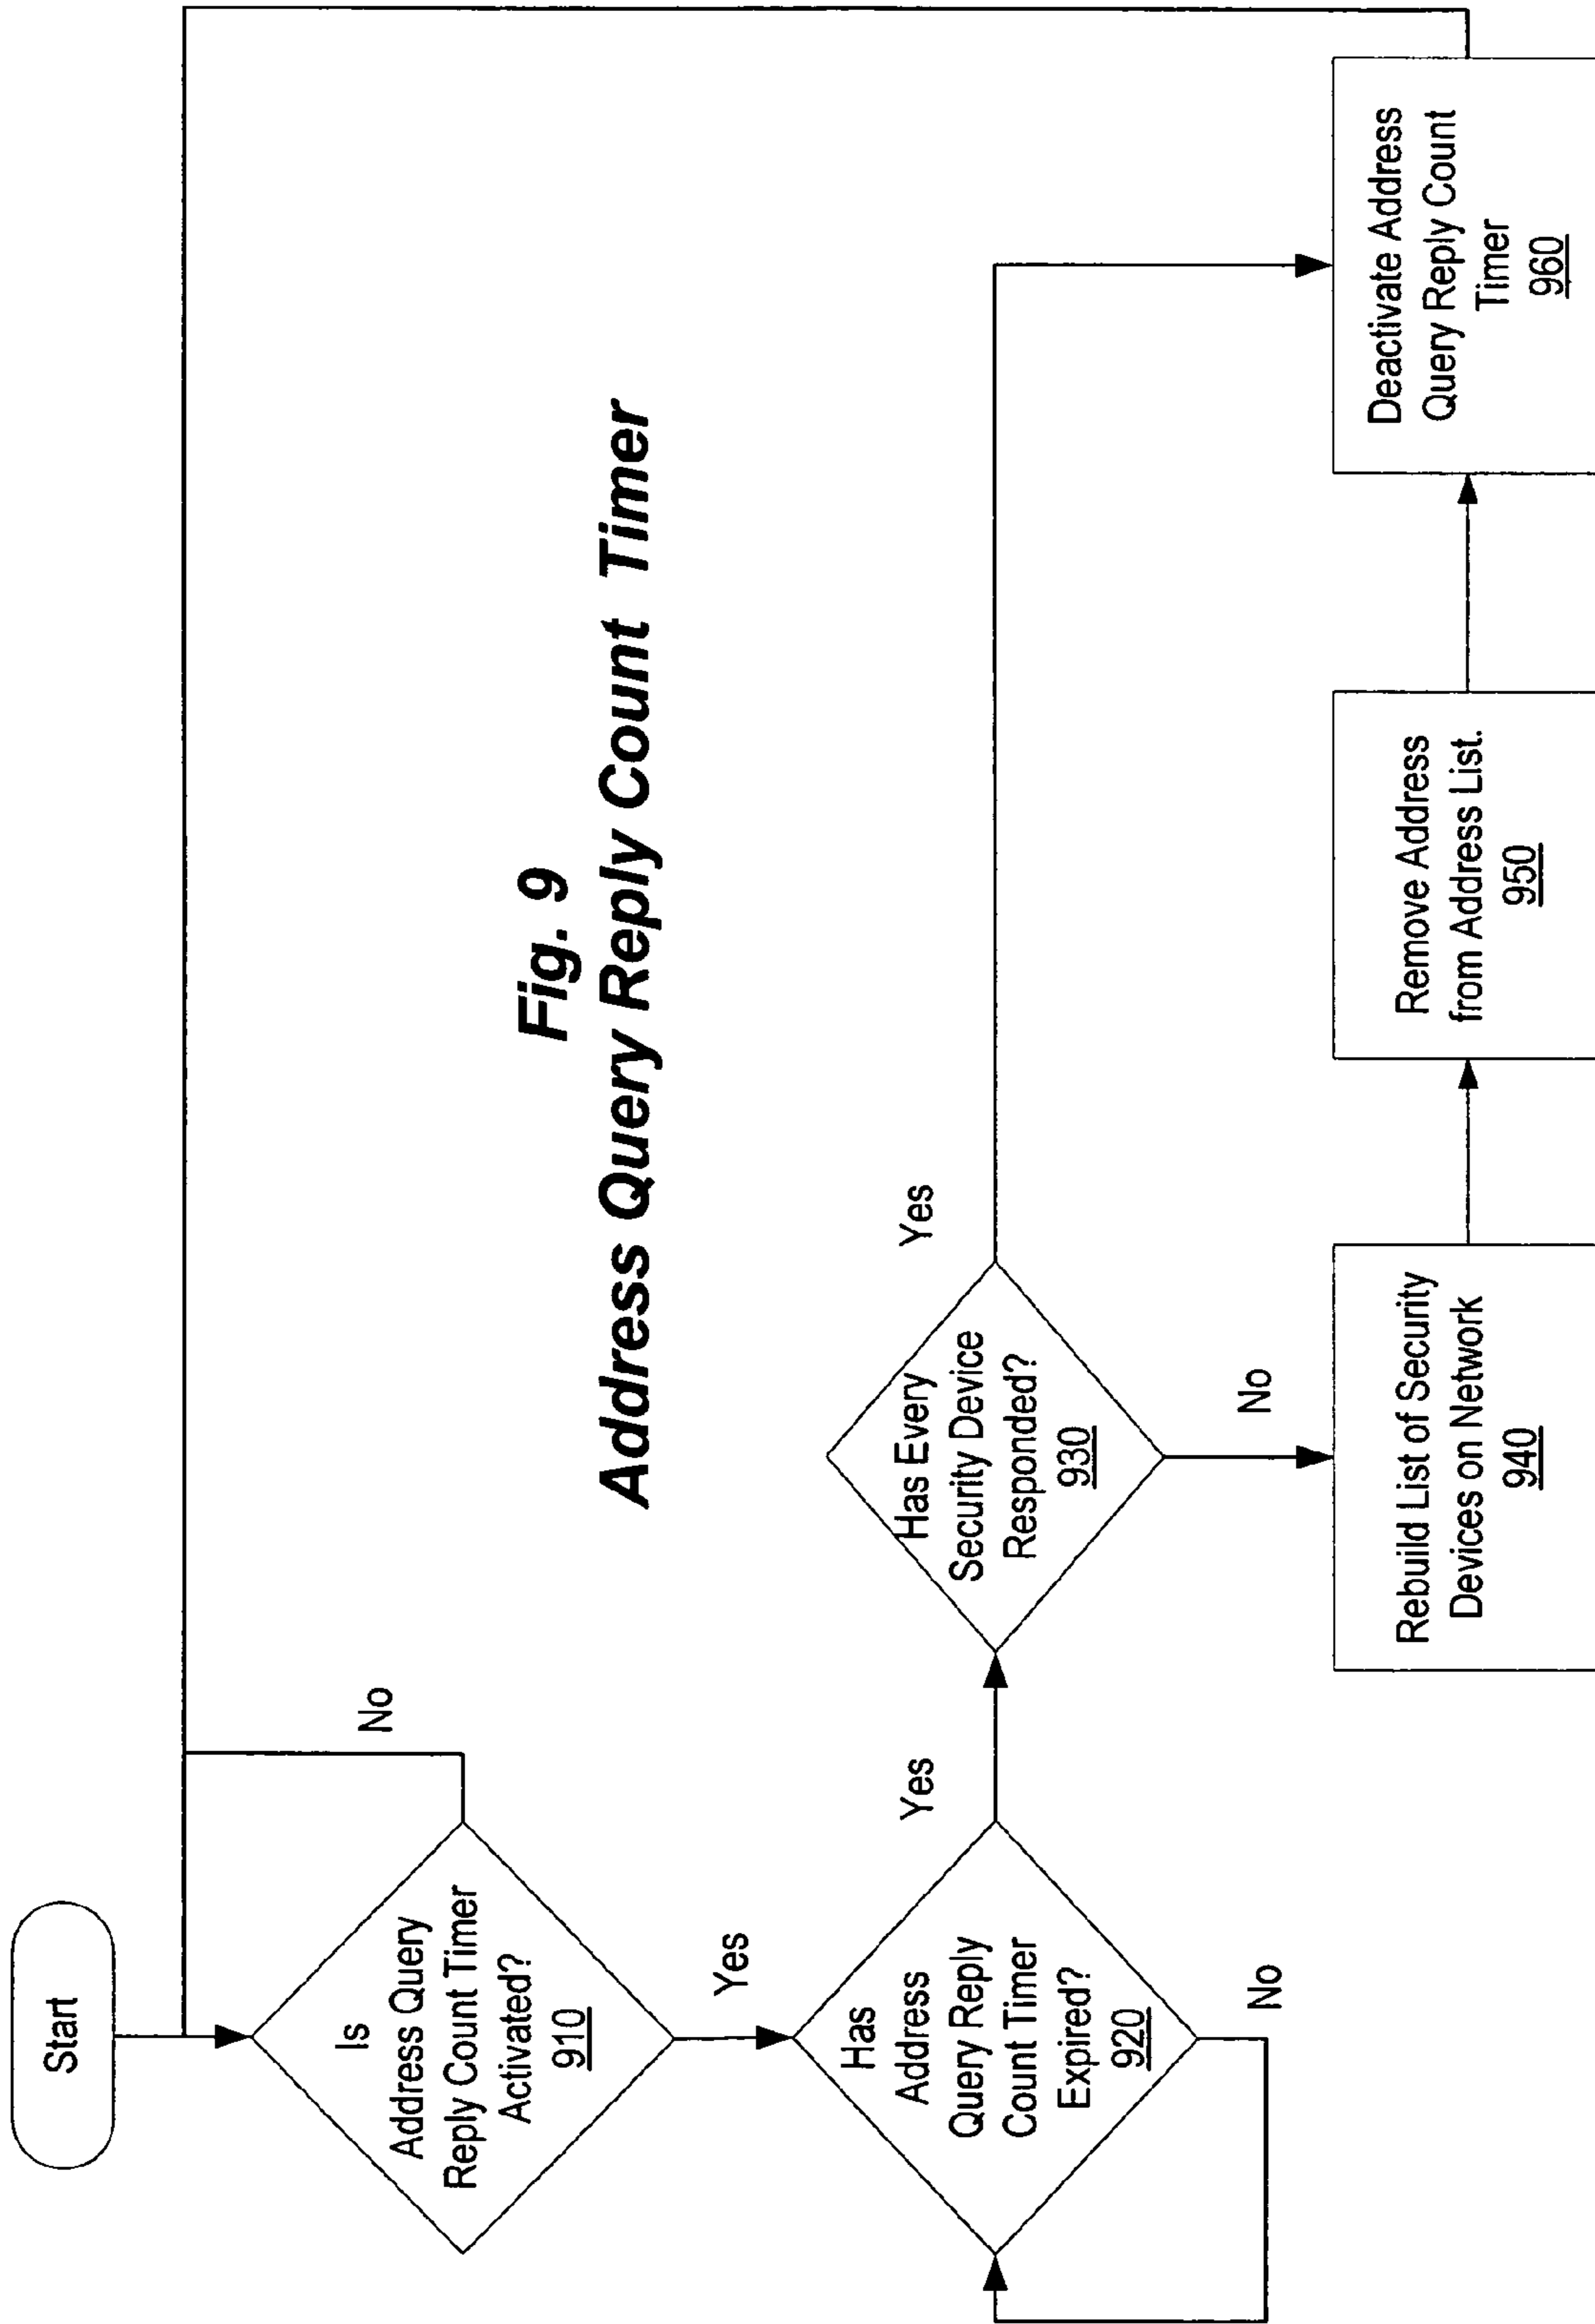 Start
Is
Address Query
Reply Count Timer
Activated?
910
No
Yes
Has
Address
Query Reply
Count Timer
Expired?
920
No
Yes
Has Every
Security Device
Responded?
930
Yes
No
Rebuild List of Security
Devices on Network
940
Remove Address
from Address List.
950
Deactivate Address
Query Reply Count
Timer
960
Fig. 9
Address Query Reply Count Timer